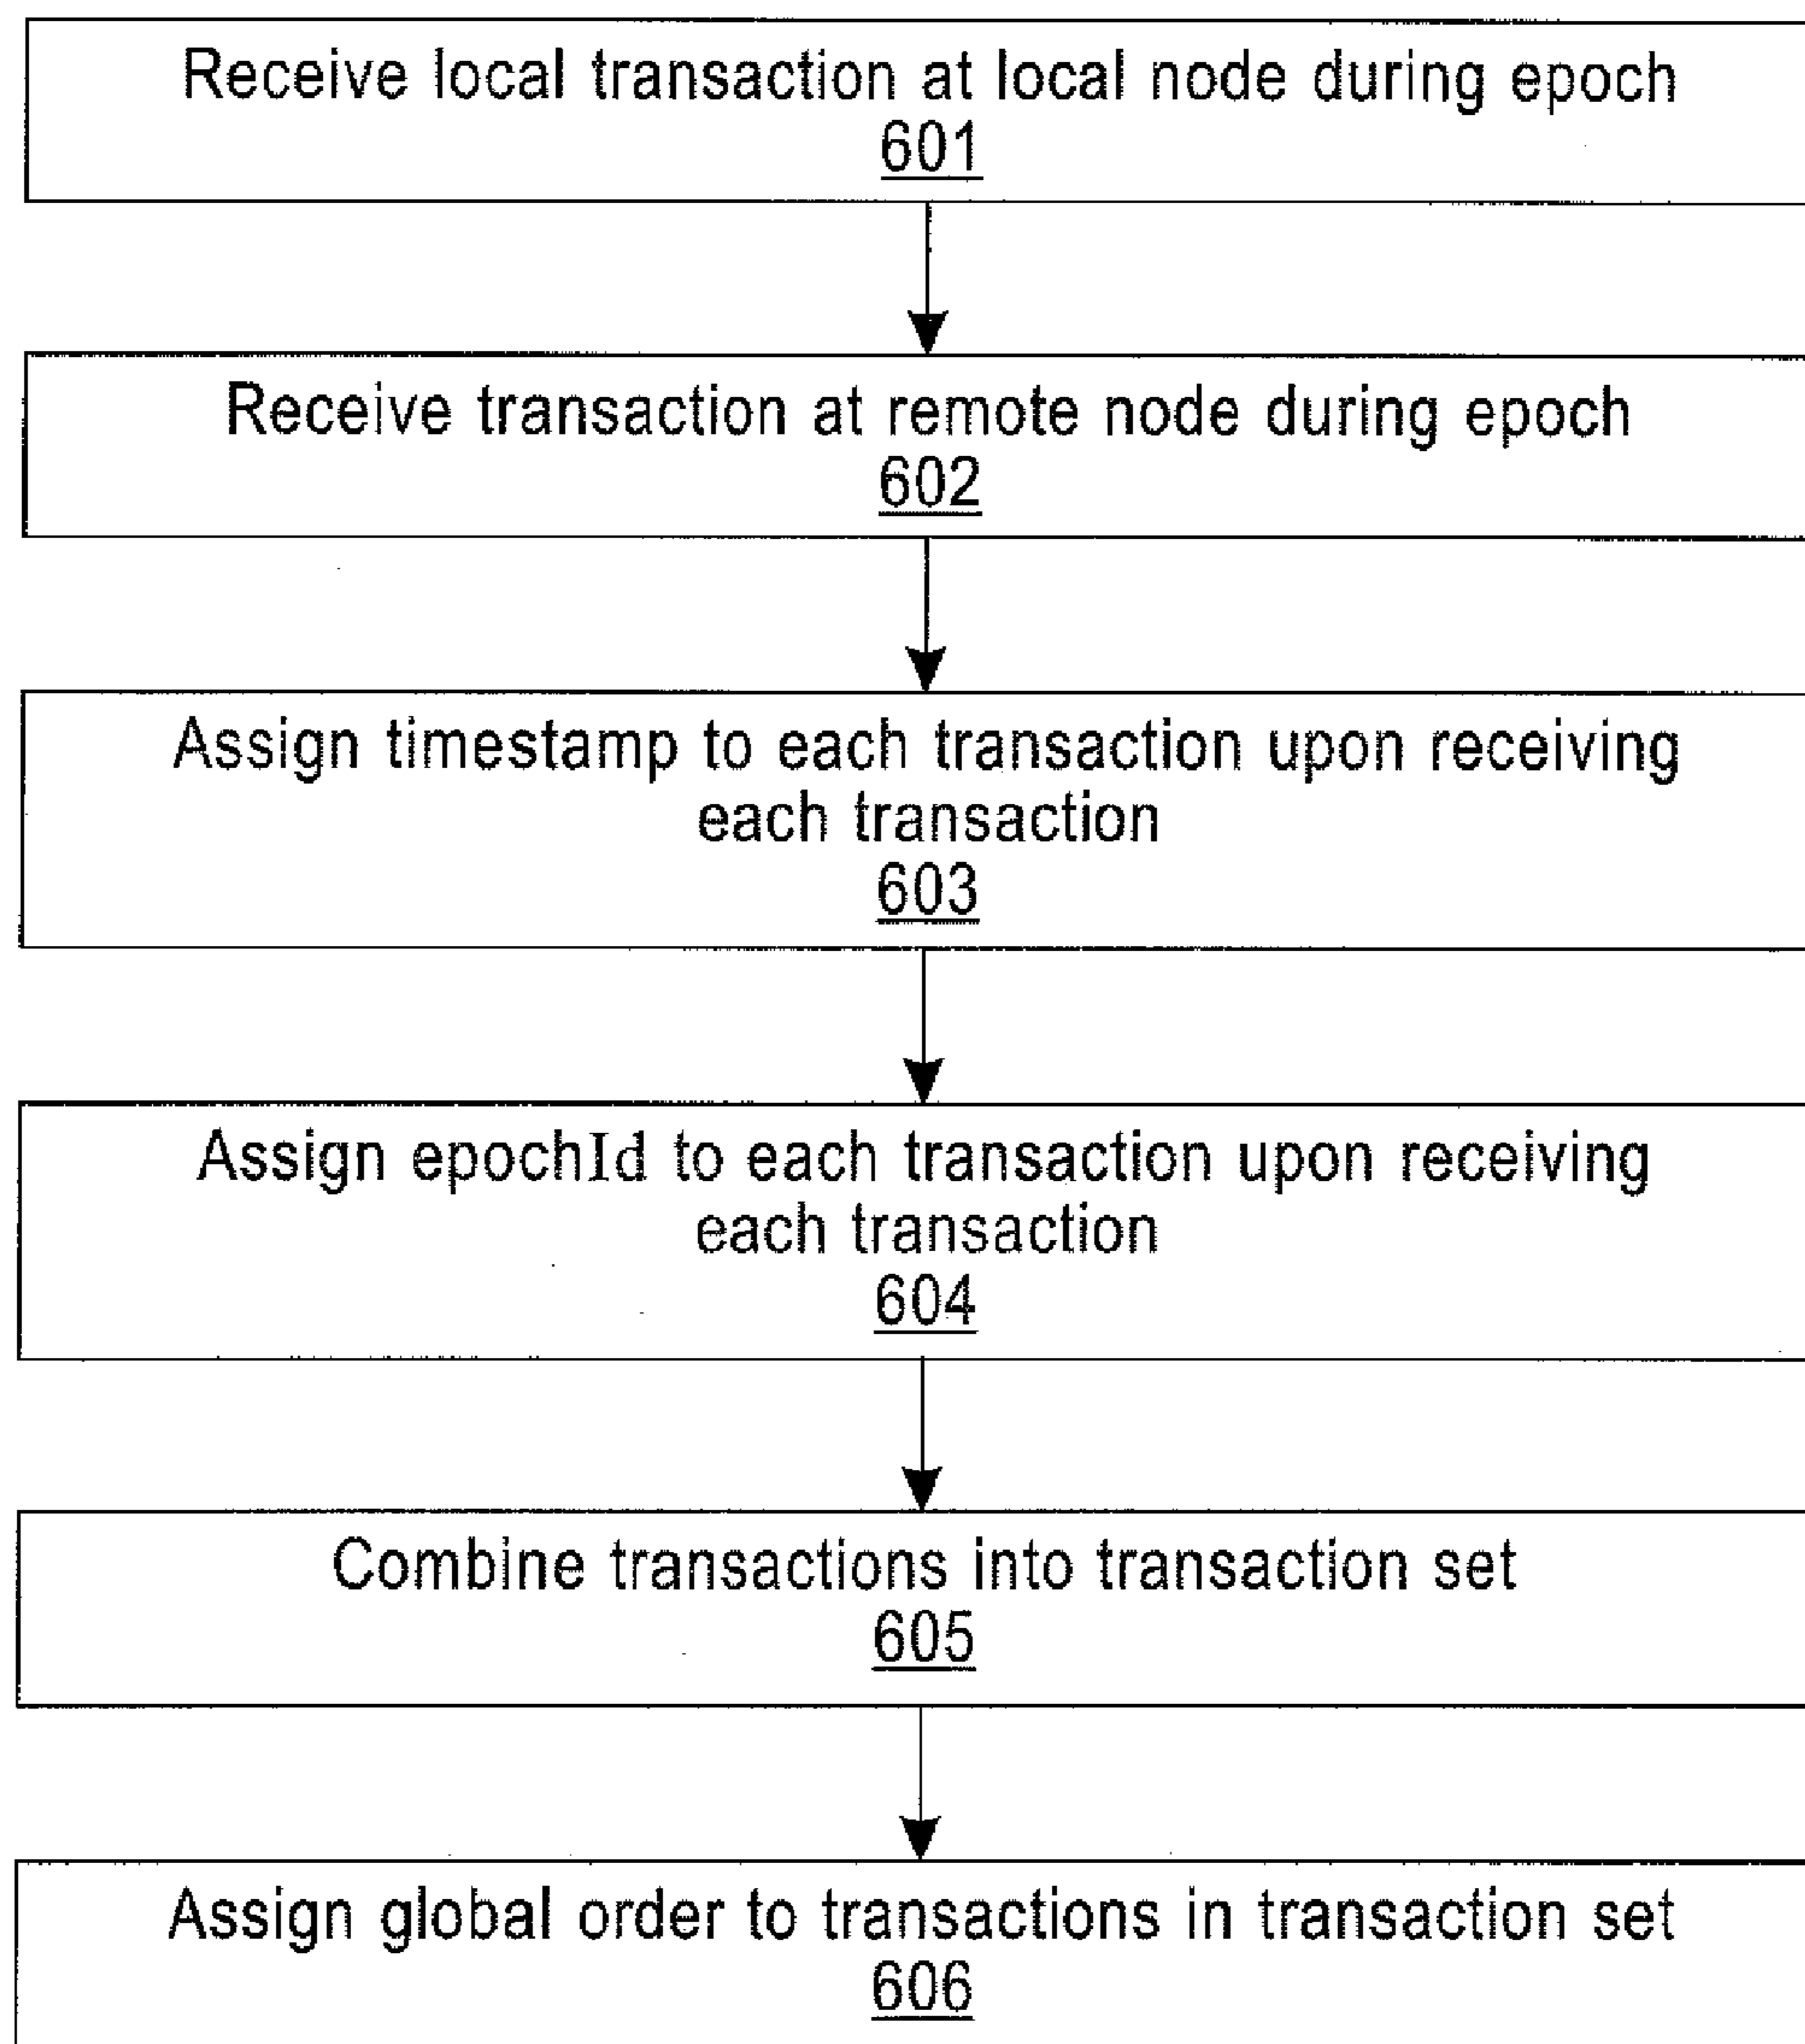 Receive local transaction at local node during epoch
601
Receive transaction at remote node during epoch
602
Assign timestamp to each transaction upon receiving
each transaction
603
Assign epochId to each transaction upon receiving
each transaction
604
Combine transactions into transaction set
605
Assign global order to transactions in transaction set
606